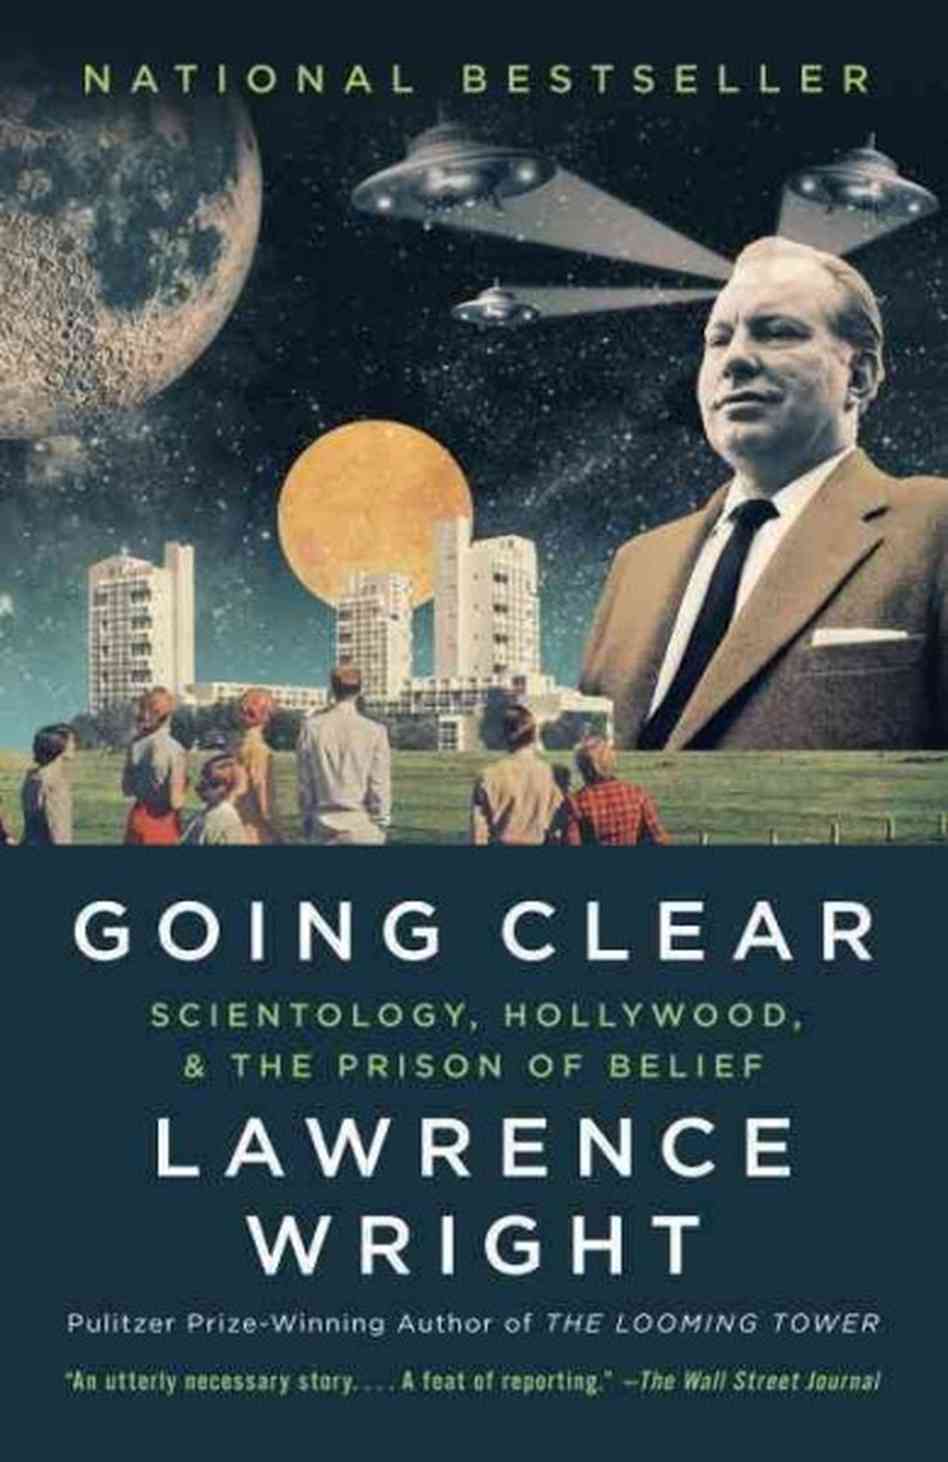 NATIONAL BESTSELLER
GOING CLEAR
SCIENTOLOGY, HOLLYWOOD,
& THE PRISON OF BELIEF
LAWRENCE
WRIGHT
Pulitzer Prize-Winning Author of THE LOOMING TOWER
"An utterly necessary story. . . . A feat of reporting." —The Wall Street Journal